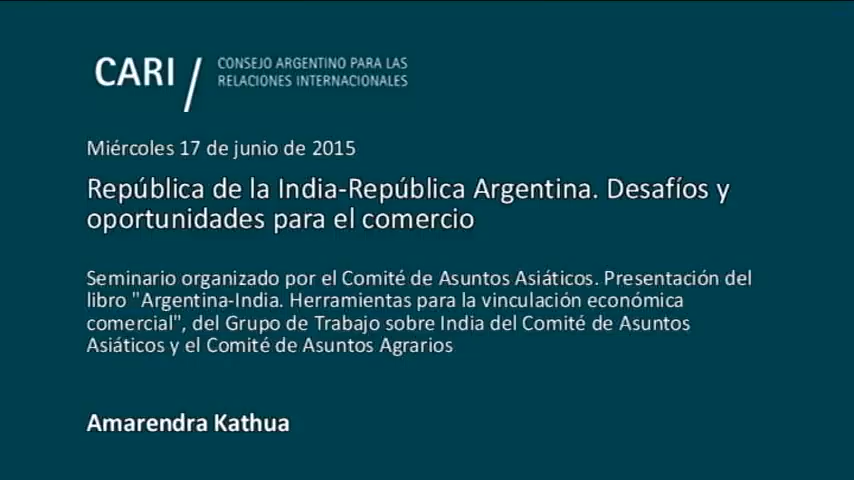 CARI /
CONSEJO ARGENTINO PARA LAS
RELACIONES INTERNACIONALES
Miércoles 17 de junio de 2015
República de la India-República Argentina. Desafíos y
oportunidades para el comercio
Seminario organizado por el Comité de Asuntos Asiáticos. Presentación del
libro "Argentina-India. Herramientas para la vinculación económica
comercial", del Grupo de Trabajo sobre India del Comité de Asuntos
Asiáticos y el Comité de Asuntos Agrarios
Amarendra Kathua